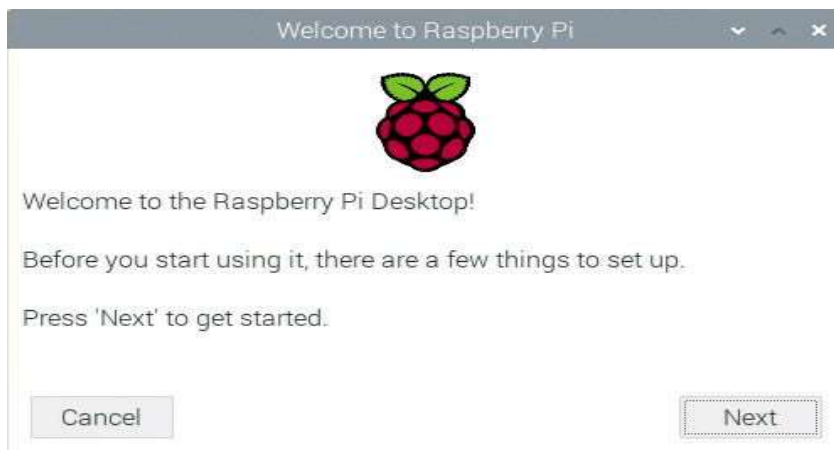 Welcome to Raspberry Pi
Welcome to the Raspberry Pi Desktop!
Before you start using it, there are a few things to set up.
Press 'Next' to get started.
Cancel
Next